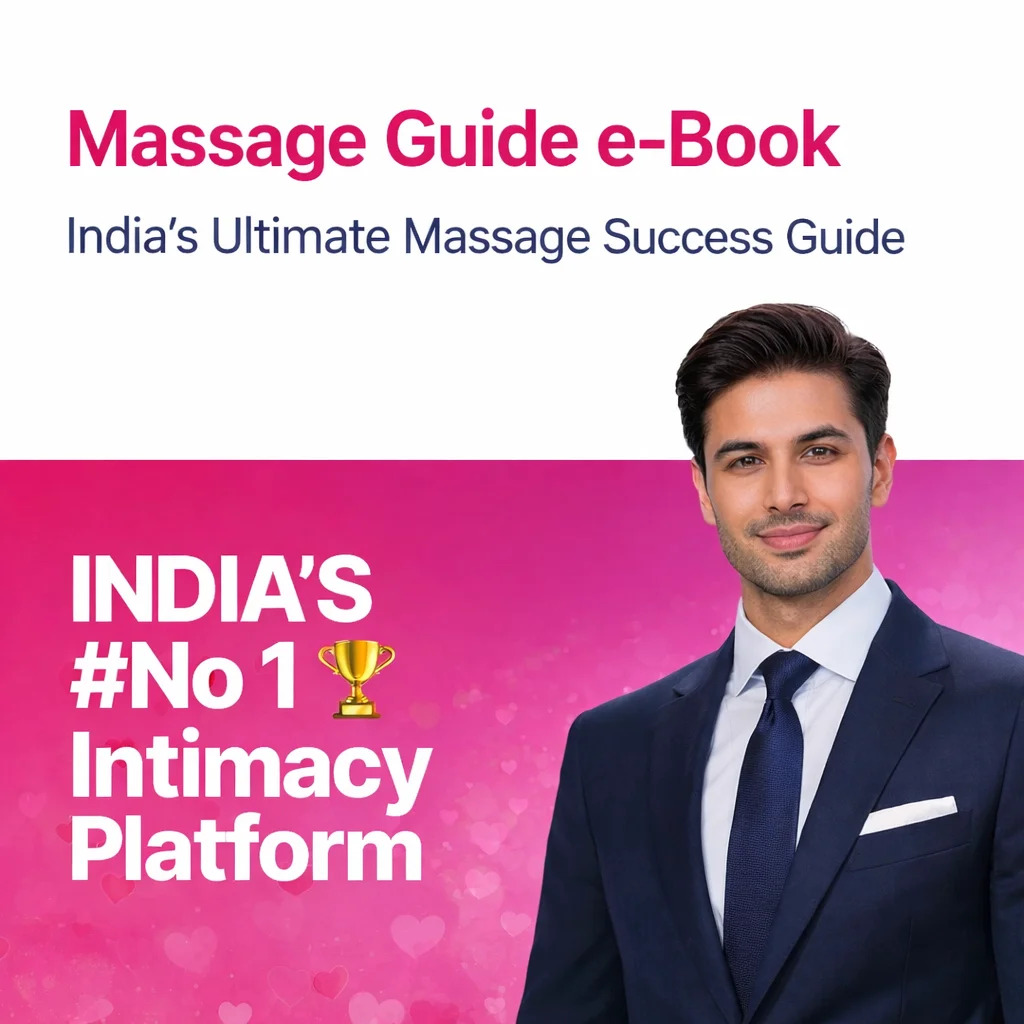 Massage Guide e-Book
India’s Ultimate Massage Success Guide
INDIA’S
#No 1 🏆
Intimacy
Platform